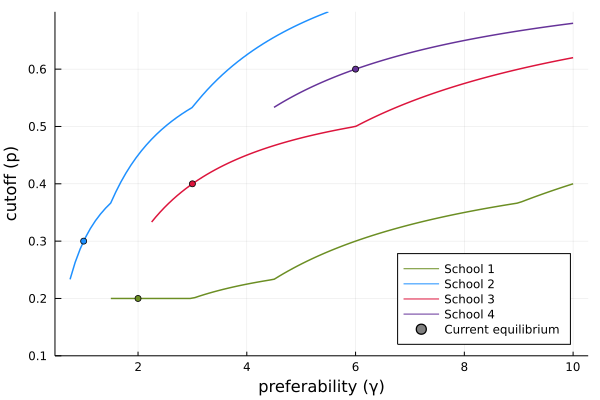 cutoff (p)
0.6
0.5
0.4
0.3
0.2
0.1
School 1
School 2
School 3
School 4
Current equilibrium
2 4 6 8 10
preferability (γ)